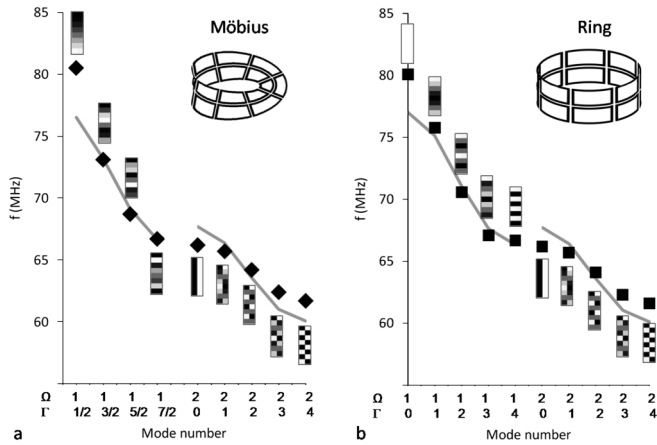 Möbius
85
80
75
70
65
60
f (MHz)
Ω 1 1 1 1 2 2 2 2 2
Γ 1/2 3/2 5/2 7/2 0 1 2 3 4
a Mode number
Ring
85
80
75
70
65
60
f (MHz)
Ω 1 1 1 1 1 2 2 2 2 2
Γ 0 1 2 3 4 0 1 2 3 4
b Mode number